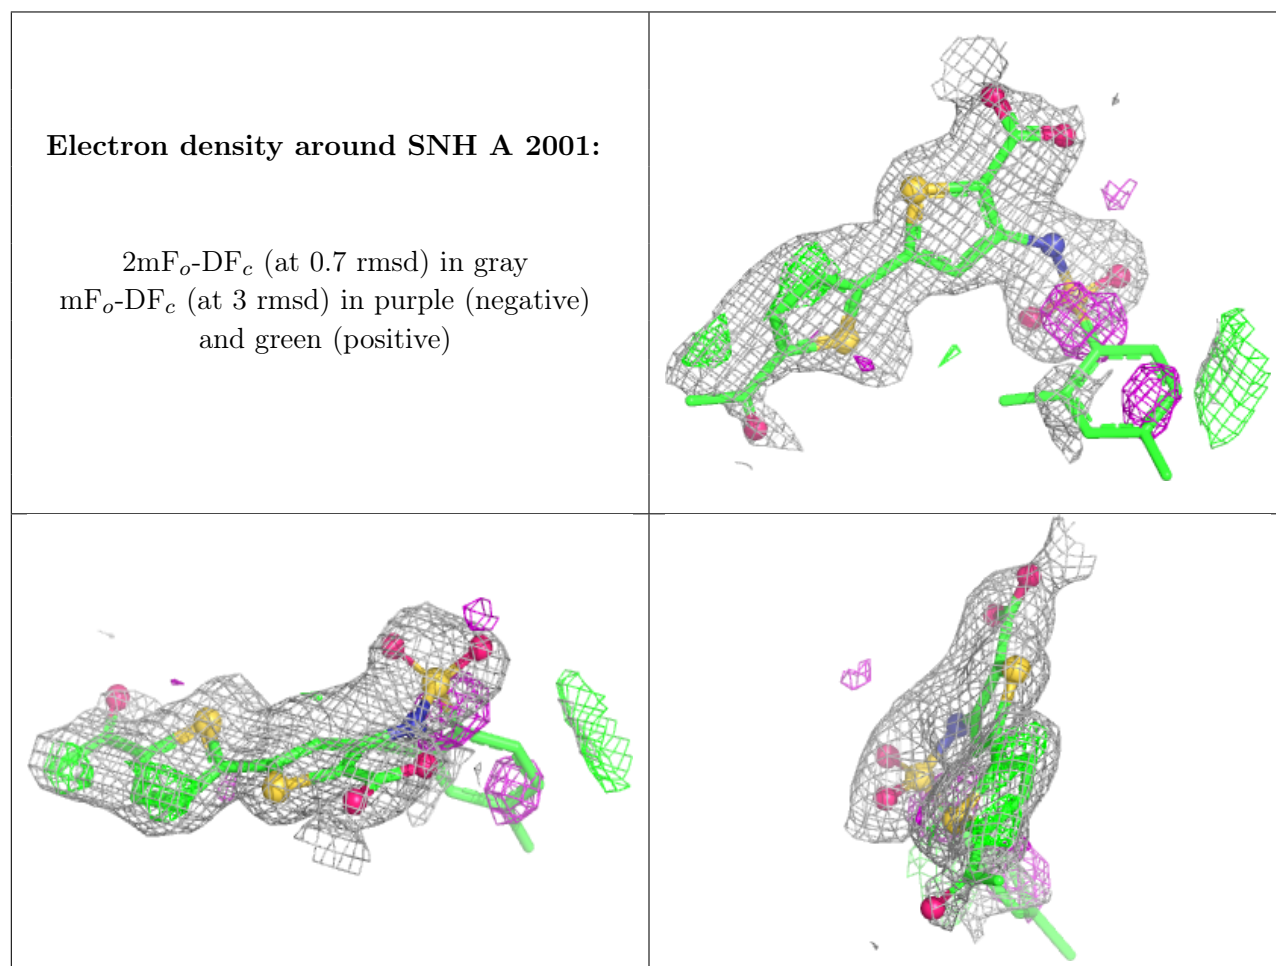 Electron density around SNH A 2001:
2mFo-DFc (at 0.7 rmsd) in gray
mFo-DFc (at 3 rmsd) in purple (negative)
and green (positive)